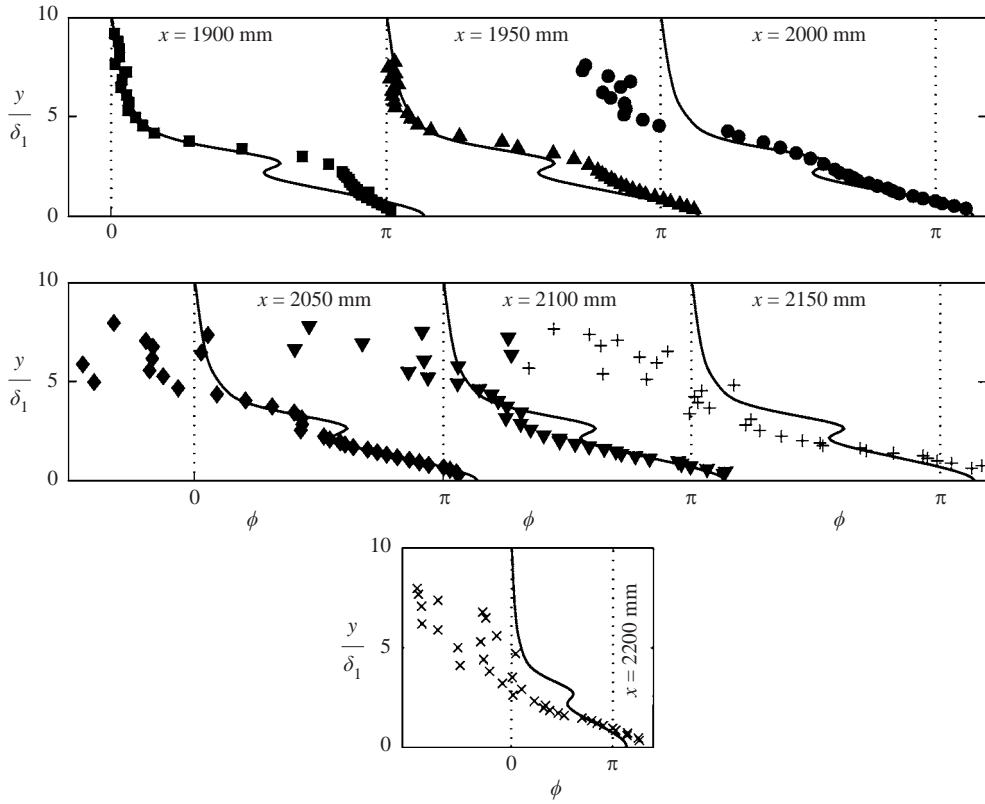 10
x = 1900 mm
x = 1950 mm
x = 2000 mm
y
δ1
5
0
0
π
π
π
10
x = 2050 mm
x = 2100 mm
x = 2150 mm
y
δ1
5
0
0
π
π
π
ϕ
ϕ
ϕ
10
y
δ1
5
x = 2200 mm
0
0
π
ϕ